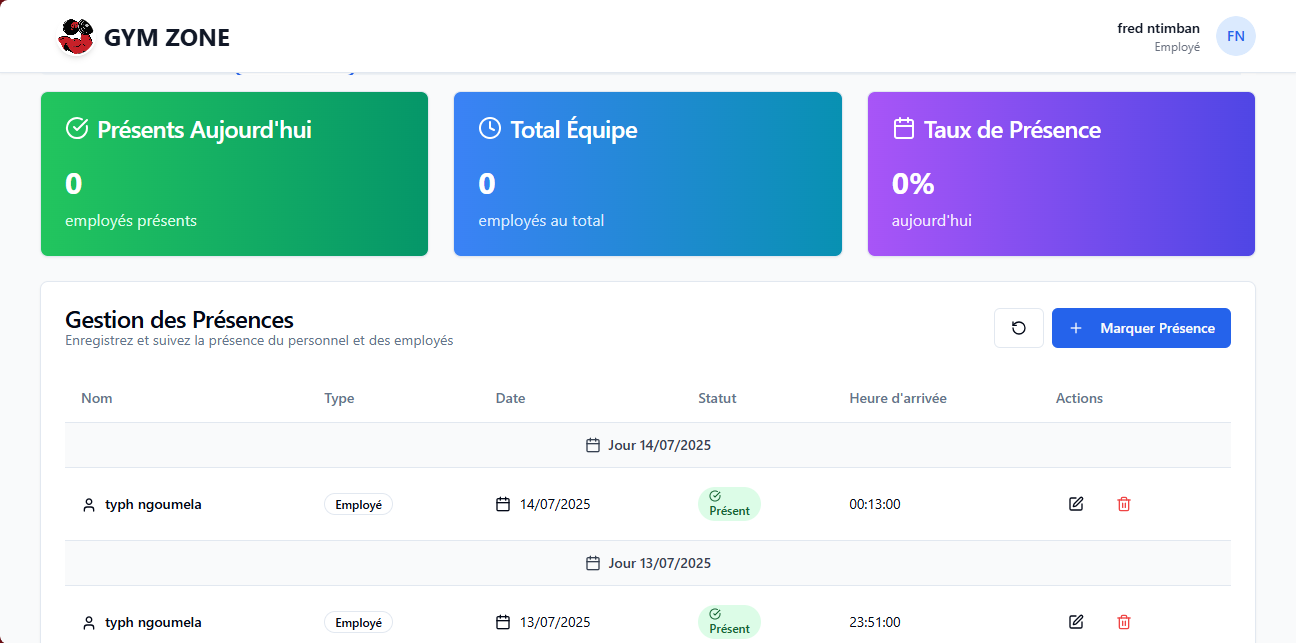 GYM ZONE
fred ntimban
Employé
FN
Présents Aujourd'hui
0
employés présents
Total Équipe
0
employés au total
Taux de Présence
0%
aujourd'hui
Gestion des Présences
Enregistrez et suivez la présence du personnel et des employés
Marquer Présence
Nom Type Date Statut Heure d'arrivée Actions
Jour 14/07/2025
typh ngoumela Employé 14/07/2025 Présent 00:13:00
Jour 13/07/2025
typh ngoumela Employé 13/07/2025 Présent 23:51:00